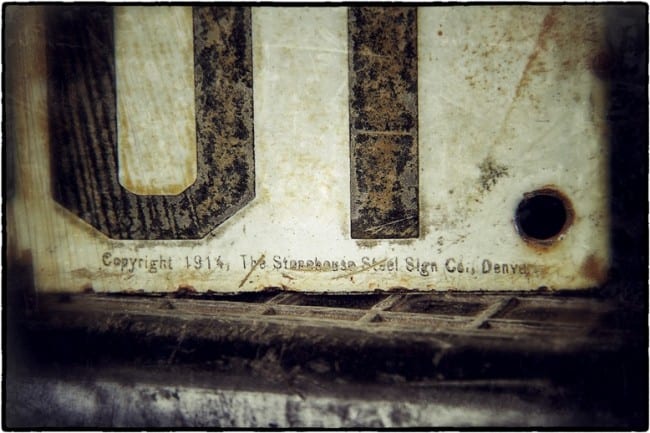 Copyright 1914, The Stonehouse Steel Sign Co., Denver